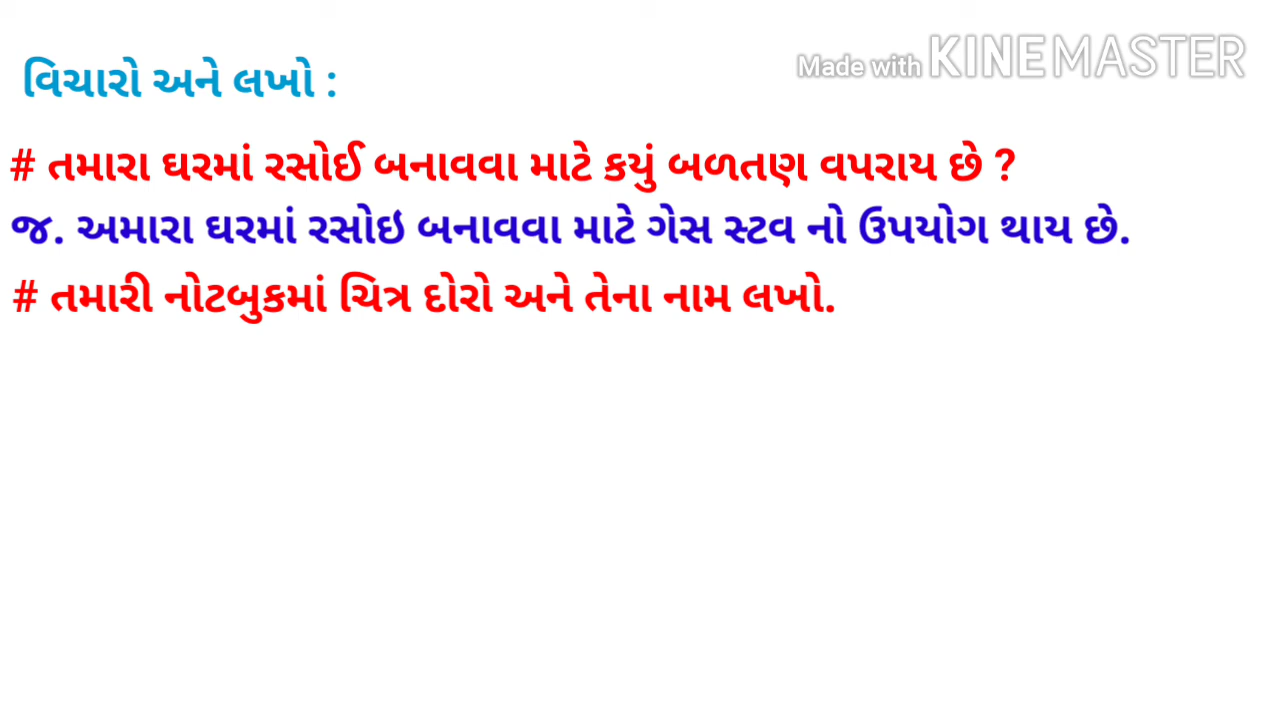 વિચારો અને લખો :
Made with KINEMASTER
# તમારા ઘરમાં રસોઈ બનાવવા માટે કયું બળતણ વપરાય છે ?
જ. અમારા ઘરમાં રસોઇ બનાવવા માટે ગેસ સ્ટવ નો ઉપયોગ થાય છે.
# તમારી નોટબુકમાં ચિત્ર દોરો અને તેના નામ લખો.